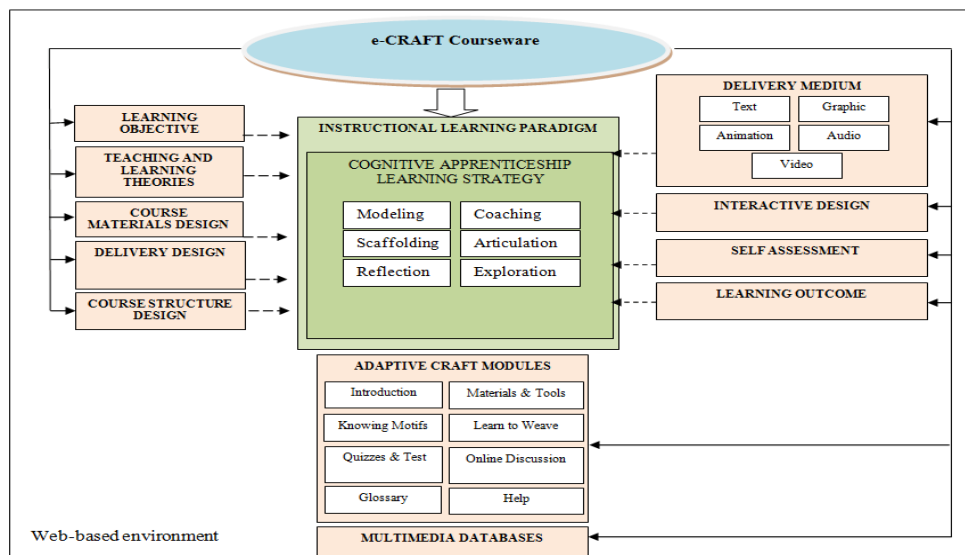 e-CRAFT Courseware
LEARNING
OBJECTIVE
TEACHING AND
LEARNING
THEORIES
COURSE
MATERIALS DESIGN
DELIVERY DESIGN
COURSE STRUCTURE
DESIGN
INSTRUCTIONAL LEARNING PARADIGM
COGNITIVE APPRENTICESHIP
LEARNING STRATEGY
Modeling
Coaching
Scaffolding
Articulation
Reflection
Exploration
DELIVERY MEDIUM
Text
Graphic
Animation
Audio
Video
INTERACTIVE DESIGN
SELF ASSESSMENT
LEARNING OUTCOME
ADAPTIVE CRAFT MODULES
Introduction
Materials & Tools
Knowing Motifs
Learn to Weave
Quizzes & Test
Online Discussion
Glossary
Help
MULTIMEDIA DATABASES
Web-based environment